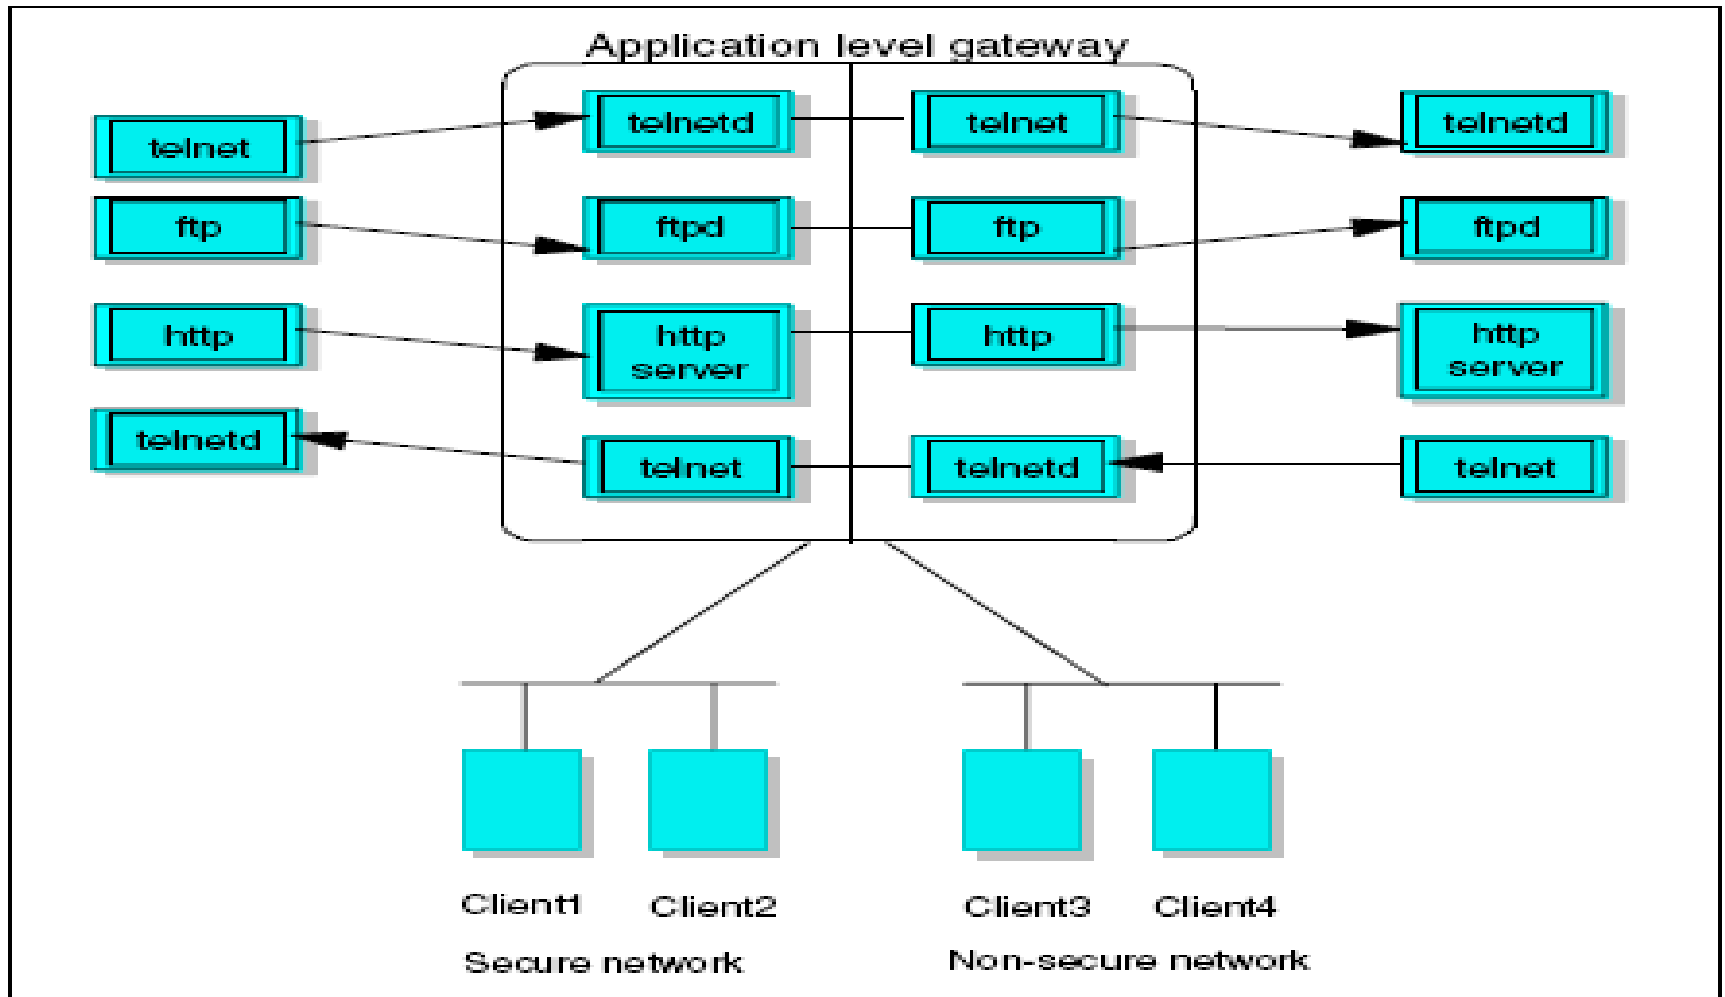 Application level gateway
telnet
telnetd
telnet
telnetd
ftp
ftpd
ftp
ftpd
http
http
server
http
http
server
telnetd
telnet
telnetd
telnet
Client1
Client2
Client3
Client4
Secure network
Non-secure network